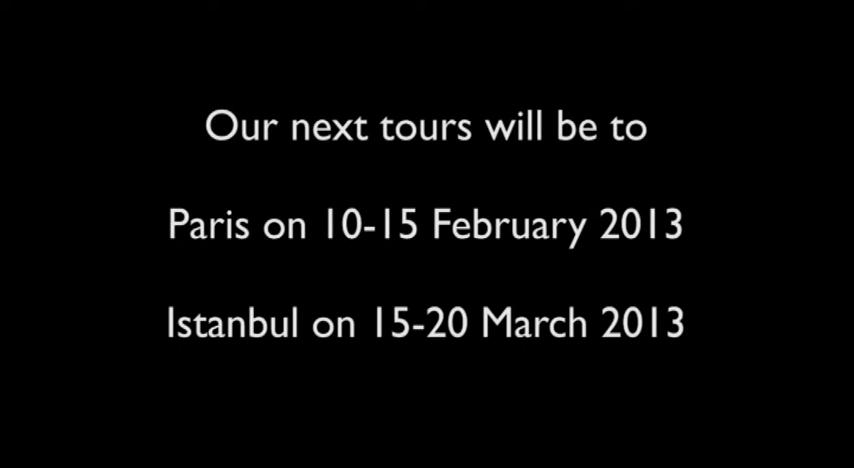 Our next tours will be to
Paris on 10-15 February 2013
Istanbul on 15-20 March 2013